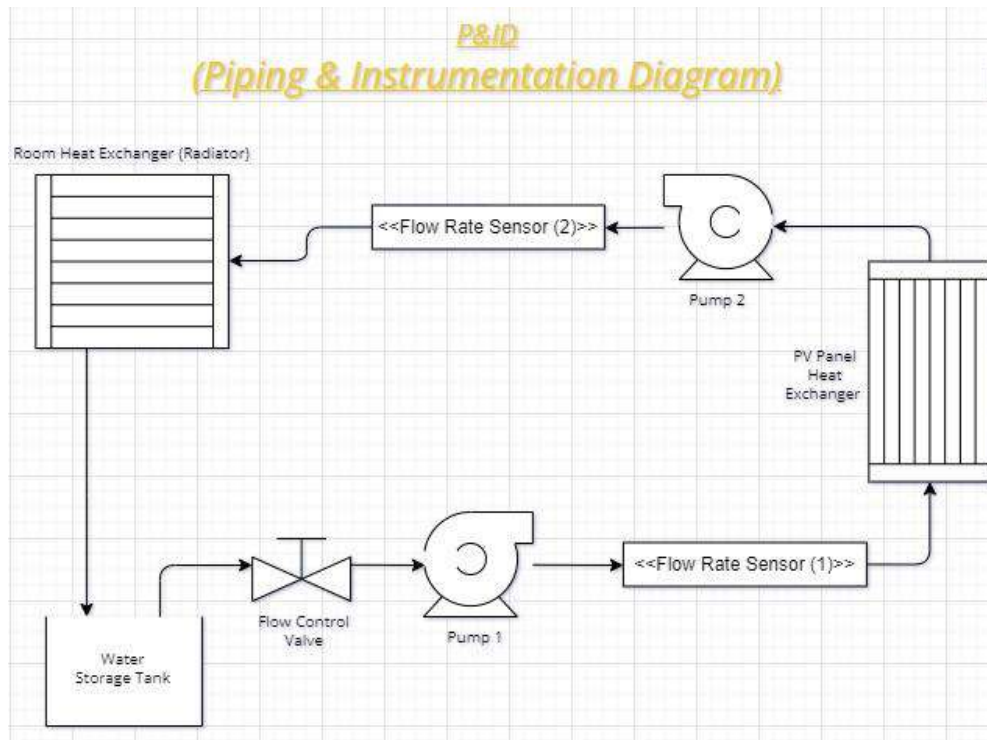 P&ID
(Piping & Instrumentation Diagram)
Room Heat Exchanger (Radiator)
<<Flow Rate Sensor (2)>>
Pump 2
PV Panel
Heat
Exchanger
<<Flow Rate Sensor (1)>>
Flow Control
Valve
Pump 1
Water
Storage Tank